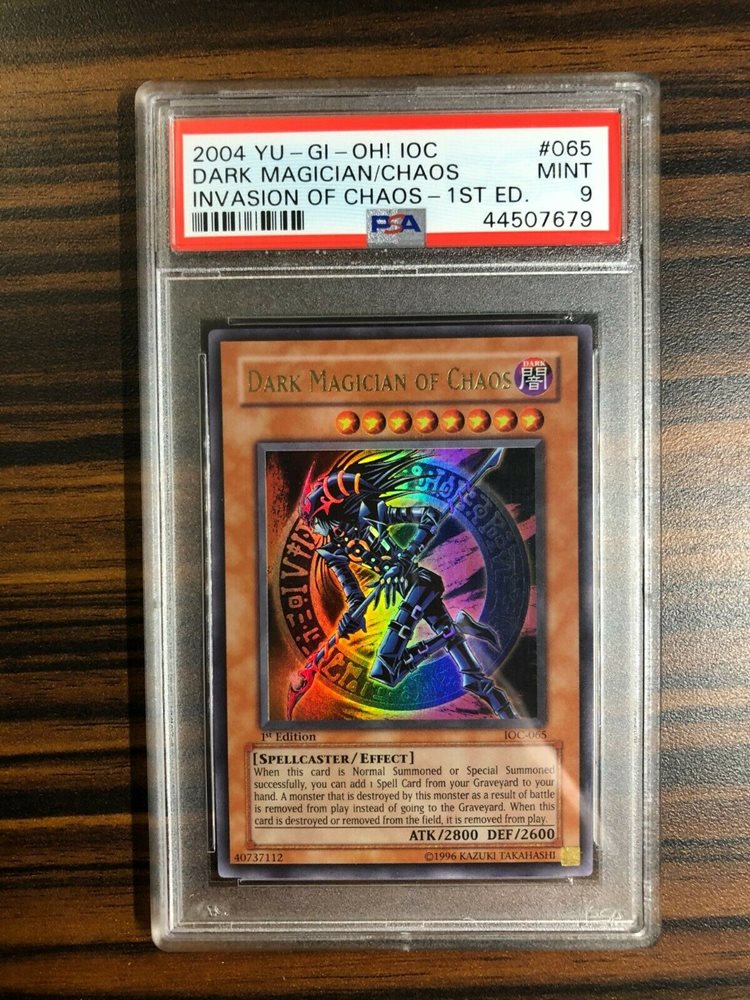 2004 YU-GI-OH! IOC #065
DARK MAGICIAN/CHAOS MINT
INVASION OF CHAOS-1ST ED. 9
PSA 44507679
DARK MAGICIAN OF CHAOS
DARK
闇
1st Edition IOC-065
[SPELLCASTER/EFFECT]
When this card is Normal Summoned or Special Summoned
successfully, you can add 1 Spell Card from your Graveyard to your
hand. A monster that is destroyed by this monster as a result of battle
is removed from play instead of going to the Graveyard. When this
card is destroyed or removed from the field, it is removed from play.
ATK/2800 DEF/2600
40737112 ©1996 KAZUKI TAKAHASHI